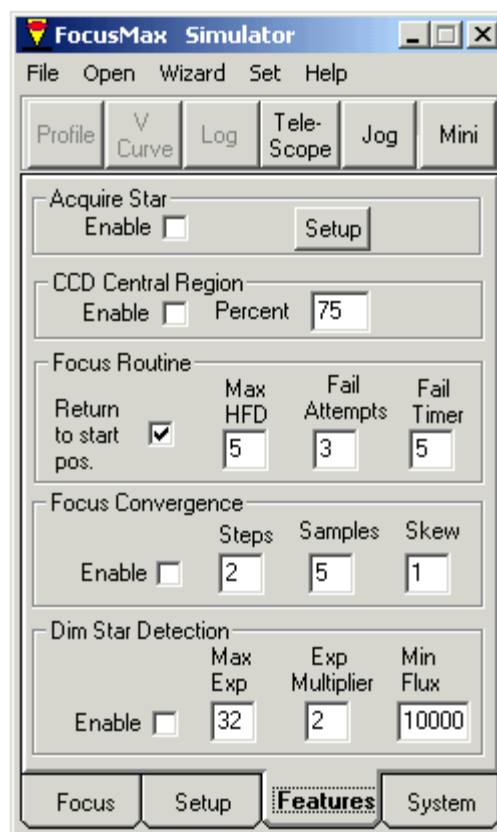 FocusMax Simulator
File Open Wizard Set Help
Profile V Curve Log Tele-Scope Jog Mini
Acquire Star
Enable Setup
CCD Central Region
Enable Percent 75
Focus Routine
Return to start pos.
Max HFD 5
Fail Attempts 3
Fail Timer 5
Focus Convergence
Steps Samples Skew
Enable 2 5 1
Dim Star Detection
Max Exp
Exp Multiplier
Min Flux
Enable 32 2 10000
Focus Setup Features System